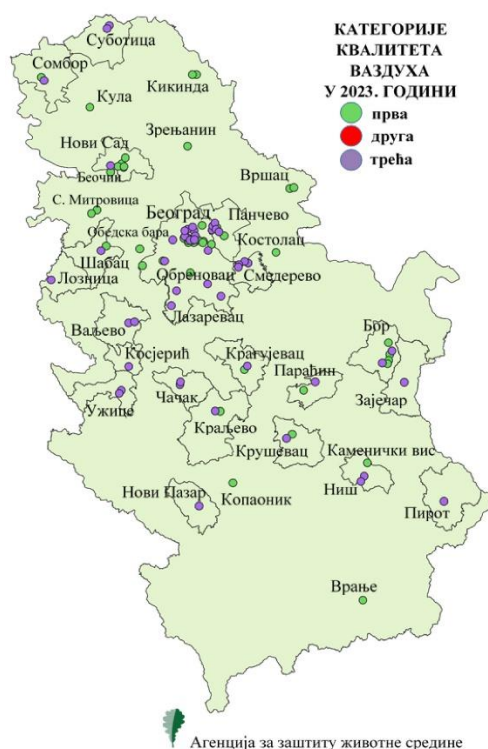 КАТЕГОРИЈЕ
КВАЛИТЕТА
ВАЗДУХА
У 2023. ГОДИНИ
прва
друга
трећа
Суботица
Сомбор
Кикинда
Кула
Зрењанин
Нови Сад
Беочин
Вршац
С. Митровица
Београд
Панчево
Обедска бара
Костолац
Шабац
Обреновац
Смедерево
Лозница
Лазаревац
Ваљево
Бор
Косјерић
Крагујевац
Параћин
Зајечар
Ужице
Чачак
Краљево
Крушевац
Каменички вис
Ниш
Нови Пазар
Копаоник
Пирот
Врање
Агенција за заштиту животне средине